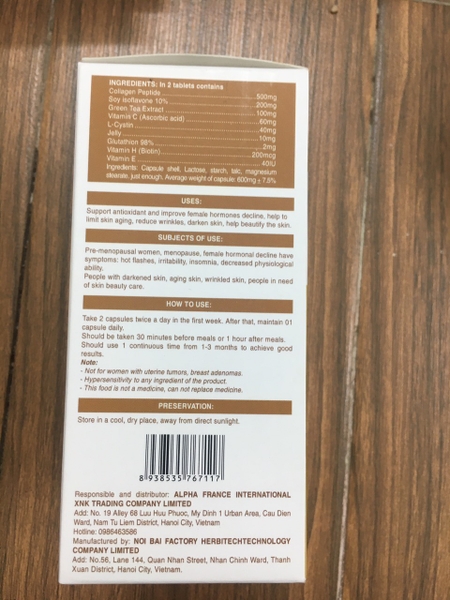 INGREDIENTS: In 2 tablets contains
Collagen Peptide 500mg
Soy isoflavone 10% 200mg
Green Tea Extract 100mg
Vitamin C (Ascorbic acid) 60mg
L-Cystin 40mg
Jelly 10mg
Glutathion 98% 2mg
Vitamin H (Biotin) 200mcg
Vitamin E 40IU
Ingredients: Capsule shell, Lactose, starch, talc, magnesium
stearate, just enough. Average weight of capsule: 600mg ± 7.5%
USES:
Support antioxidant and improve female hormones decline, help to
limit skin aging, reduce wrinkles, darken skin, help beautify the skin.
SUBJECTS OF USE:
Pre-menopausal women, menopause, female hormonal decline have
symptoms: hot flashes, irritability, insomnia, decreased physiological
ability.
People with darkened skin, aging skin, wrinkled skin, people in need
of skin beauty care.
HOW TO USE:
Take 2 capsules twice a day in the first week. After that, maintain 01
capsule daily.
Should be taken 30 minutes before meals or 1 hour after meals.
Should use 1 continuous time from 1-3 months to achieve good
results.
Note:
- Not for women with uterine tumors, breast adenomas.
- Hypersensitivity to any ingredient of the product.
- This food is not a medicine, can not replace medicine.
PRESERVATION:
Store in a cool, dry place, away from direct sunlight.
8 938535 767117
Responsible and distributor: ALPHA FRANCE INTERNATIONAL
XNK TRADING COMPANY LIMITED
Add: No. 19 Alley 68 Luu Huu Phuoc, My Dinh 1 Urban Area, Cau Dien
Ward, Nam Tu Liem District, Hanoi City, Vietnam
Hotline: 0986463586
Manufactured by: NOI BAI FACTORY HERBITECHTECHNOLOGY
COMPANY LIMITED
Add: No.56, Lane 144, Quan Nhan Street, Nhan Chinh Ward, Thanh
Xuan District, Hanoi City, Vietnam.